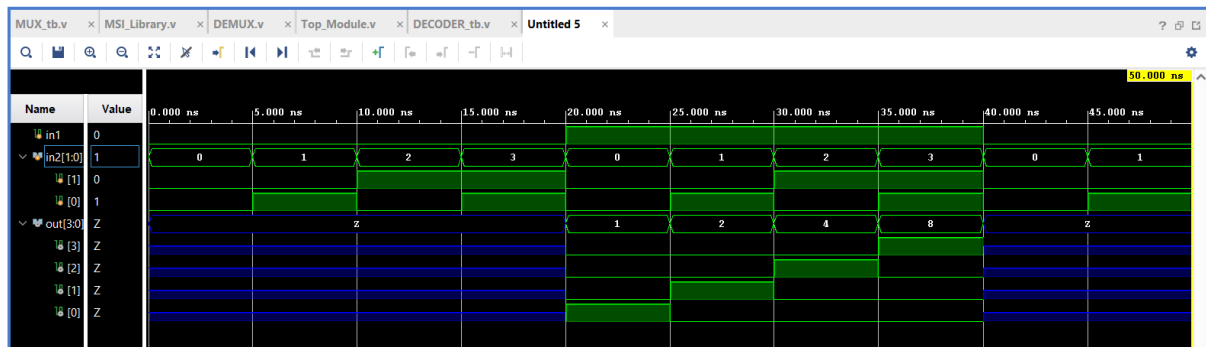 MUX_tb.v × MSI_Library.v × DEMUX.v × Top_Module.v × DECODER_tb.v × Untitled 5 ×
50.000 ns
Name Value 0.000 ns 5.000 ns 10.000 ns 15.000 ns 20.000 ns 25.000 ns 30.000 ns 35.000 ns 40.000 ns 45.000 ns
in1 0
in2[1:0] 1 0 1 2 3 0 1 2 3 0 1
[1] 0
[0] 1
out[3:0] Z z 1 2 4 8 z
[3] Z
[2] Z
[1] Z
[0] Z